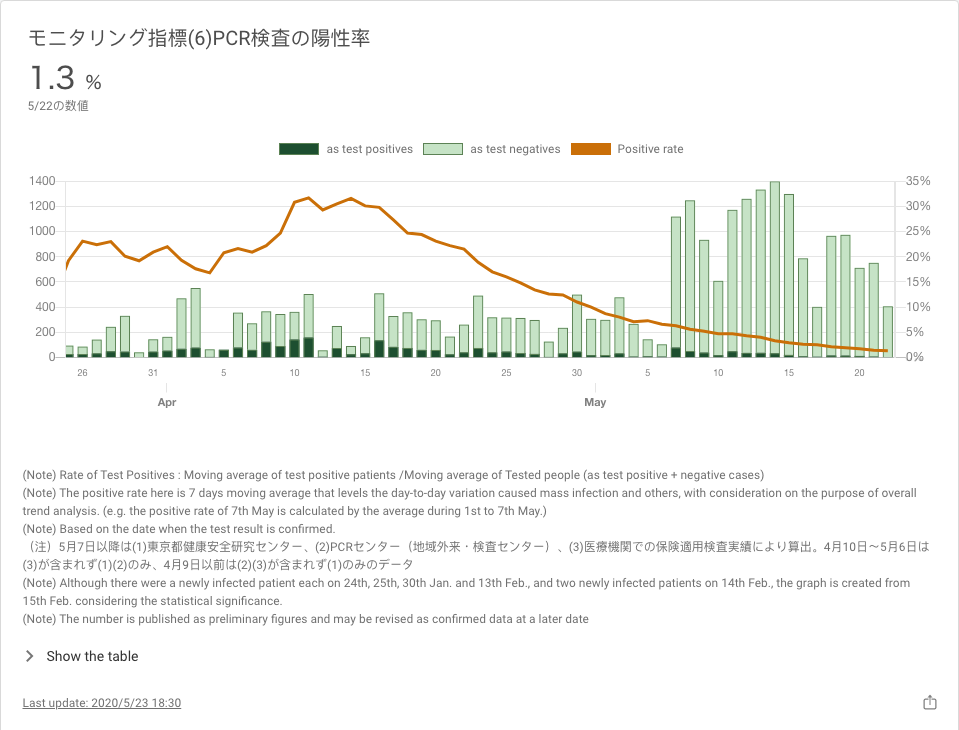 モニタリング指標(6)PCR検査の陽性率
1.3 %
5/22の数値
as test positives as test negatives Positive rate
1400 35%
1200 30%
1000 25%
800 20%
600 15%
400 10%
200 5%
0 0%
26 31 5 10 15 20 25 30 5 10 15 20
Apr May
(Note) Rate of Test Positives : Moving average of test positive patients /Moving average of Tested people (as test positive + negative cases)
(Note) The positive rate here is 7 days moving average that levels the day-to-day variation caused mass infection and others, with consideration on the purpose of overall
trend analysis. (e.g. the positive rate of 7th May is calculated by the average during 1st to 7th May.)
(Note) Based on the date when the test result is confirmed.
（注）5月7日以降は(1)東京都健康安全研究センター、(2)PCRセンター（地域外来・検査センター）、(3)医療機関での保険適用検査実績により算出。4月10日～5月6日は
(3)が含まれず(1)(2)のみ、4月9日以前は(2)(3)が含まれず(1)のみのデータ
(Note) Although there were a newly infected patient each on 24th, 25th, 30th Jan. and 13th Feb., and two newly infected patients on 14th Feb., the graph is created from
15th Feb. considering the statistical significance.
(Note) The number is published as preliminary figures and may be revised as confirmed data at a later date
Show the table
Last update: 2020/5/23 18:30